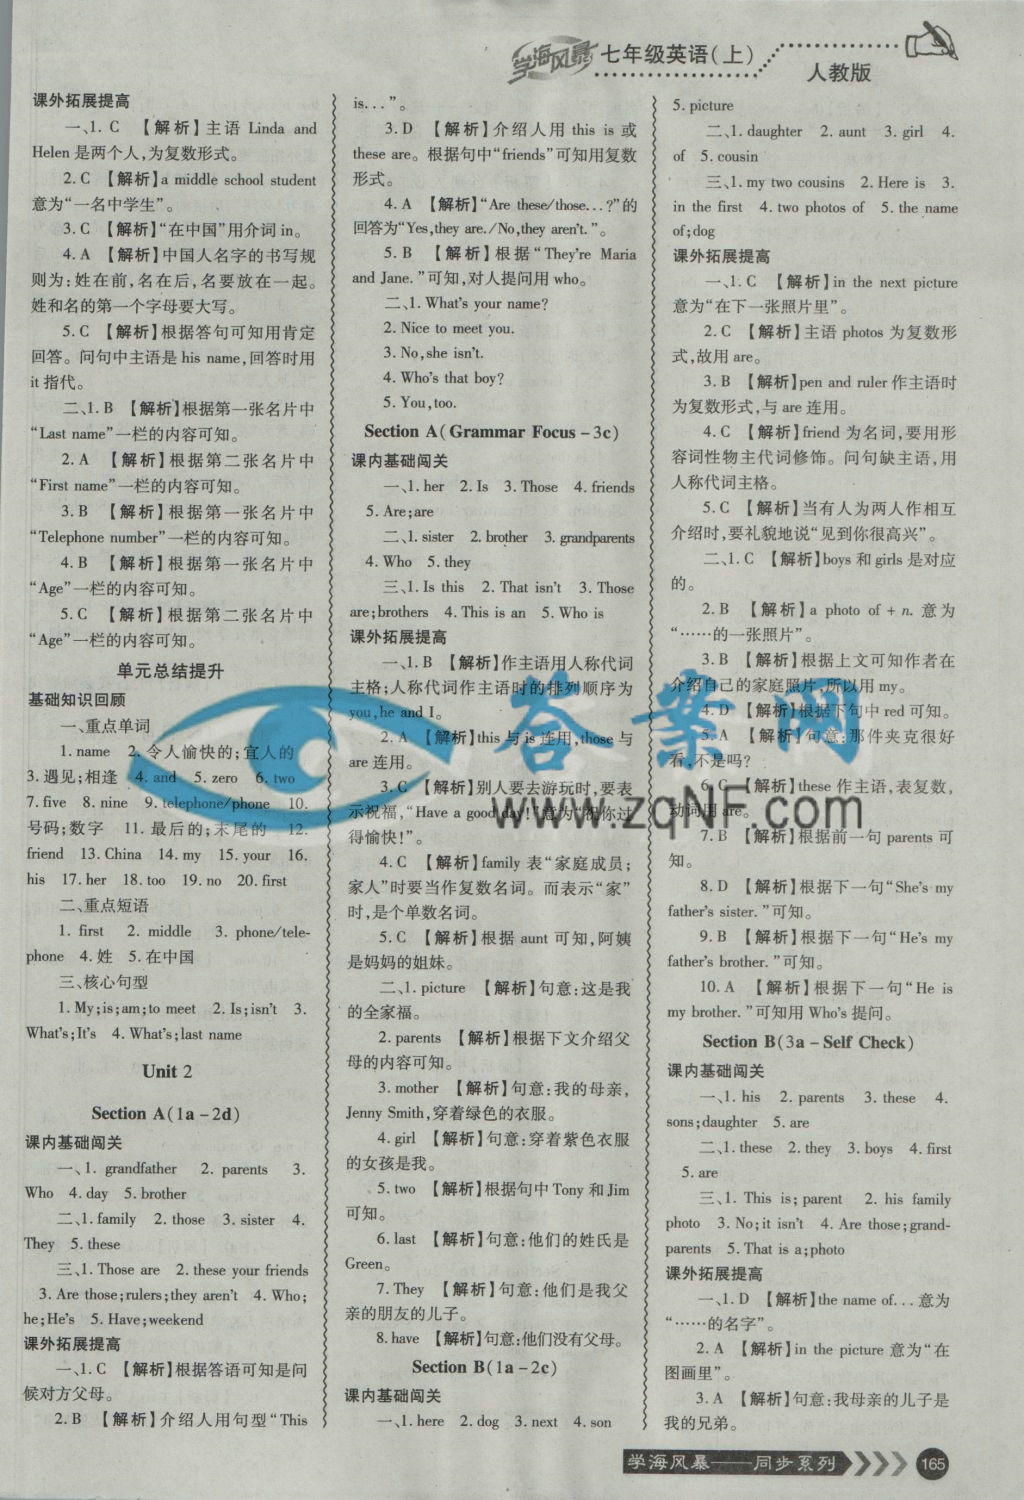 学海风暴 七年级英语(上)
人教版
课外拓展提高
一、1. C 【解析】主语 Linda and
Helen 是两个人,为复数形式。
2. C 【解析】a middle school student
意为“一名中学生”。
3. C 【解析】“在中国”用介词 in。
4. A 【解析】中国人名字的书写规
则为:姓在前,名在后,名要放在一起。
姓和名的第一个字母要大写。
5. C 【解析】根据答句可知用肯定
回答。问句中主语是 his name,回答时用
it 指代。
二、1. B 【解析】根据第一张名片中
“Last name”一栏的内容可知。
2. A 【解析】根据第二张名片中
“First name”一栏的内容可知。
3. B 【解析】根据第一张名片中
“Telephone number”一栏的内容可知。
4. B 【解析】根据第一张名片中
“Age”一栏的内容可知。
5. C 【解析】根据第二张名片中
“Age”一栏的内容可知。
单元总结提升
基础知识回顾
一、重点单词
1. name 2. 令人愉快的;宜人的
3. 遇见;相逢 4. and 5. zero 6. two
7. five 8. nine 9. telephone/phone 10.
号码;数字 11. 最后的;末尾的 12.
friend 13. China 14. my 15. your 16.
his 17. her 18. too 19. no 20. first
二、重点短语
1. first 2. middle 3. phone/tele-
phone 4. 姓 5. 在中国
三、核心句型
1. My;is;am;to meet 2. Is;isn't 3.
What's;It's 4. What's;last name
Unit 2
Section A(1a-2d)
课内基础闯关
一、1. grandfather 2. parents 3.
Who 4. day 5. brother
二、1. family 2. those 3. sister 4.
They 5. these
三、1. Those are 2. these your friends
3. Are those;rulers;they aren't 4. Who;
he;He's 5. Have;weekend
课外拓展提高
一、1. C 【解析】根据答语可知是问
候对方父母。
2. B 【解析】介绍人用句型“This
is...”。
3. D 【解析】介绍人用 this is 或
these are。根据句中“friends”可知用复数
形式。
4. A 【解析】“Are these/those...?”的
回答为“Yes,they are./No,they aren't.”。
5. B 【解析】根据“They're Maria
and Jane.”可知,对人提问用 who。
二、1. What's your name?
2. Nice to meet you.
3. No,she isn't.
4. Who's that boy?
5. You,too.
Section A(Grammar Focus-3c)
课内基础闯关
一、1. her 2. Is 3. Those 4. friends
5. Are;are
二、1. sister 2. brother 3. grandparents
4. Who 5. they
三、1. Is this 2. That isn't 3. Those
are;brothers 4. This is an 5. Who is
课外拓展提高
一、1. B 【解析】作主语用人称代词
主格;人称代词作主语时的排列顺序为
you,he and I。
2. A 【解析】this 与 is 连用,those 与
are 连用。
3. C 【解析】别人要去游玩时,要表
示祝福,“Have a good day!”意为“祝你过
得愉快!”。
4. C 【解析】family 表“家庭成员;
家人”时要当作复数名词。而表示“家”
时,是个单数名词。
5. C 【解析】根据 aunt 可知,阿姨
是妈妈的姐妹。
二、1. picture 【解析】句意:这是我
的全家福。
2. parents 【解析】根据下文介绍父
母的内容可知。
3. mother 【解析】句意:我的母亲,
Jenny Smith,穿着绿色的衣服。
4. girl 【解析】句意:穿着紫色衣服
的女孩是我。
5. two 【解析】根据句中 Tony 和 Jim
可知。
6. last 【解析】句意:他们的姓氏是
Green。
7. They 【解析】句意:他们是我父
亲的朋友的儿子。
8. have 【解析】句意:他们没有父母。
Section B(1a-2c)
课内基础闯关
一、1. here 2. dog 3. next 4. son
5. picture
二、1. daughter 2. aunt 3. girl 4.
of 5. cousin
三、1. my two cousins 2. Here is 3.
in the first 4. two photos of 5. the name
of;dog
课外拓展提高
一、1. C 【解析】in the next picture
意为“在下一张照片里”。
2. C 【解析】主语 photos 为复数形
式,故用 are。
3. B 【解析】pen and ruler 作主语时
为复数形式,与 are 连用。
4. C 【解析】friend 为名词,要用形
容词性物主代词修饰。问句缺主语,用
人称代词主格。
5. C 【解析】当有人为两人作相互
介绍时,要礼貌地说“见到你很高兴”。
二、1. C 【解析】boys 和 girls 是对应
的。
2. B 【解析】a photo of + n. 意为
“……的一张照片”。
3. B 【解析】根据上文可知作者在
介绍自己的家庭照片,所以用 my。
4. D 【解析】根据下句中 red 可知。
5. A 【解析】句意:那件夹克很好
看,不是吗?
6. C 【解析】these 作主语,表复数,
动词用 are。
7. B 【解析】根据前一句 parents 可
知。
8. D 【解析】根据下一句“She's my
father's sister.”可知。
9. B 【解析】根据下一句“He's my
father's brother.”可知。
10. A 【解析】根据下一句“He is
my brother.”可知用 Who's 提问。
Section B(3a-Self Check)
课内基础闯关
一、1. his 2. parents 3. these 4.
sons;daughter 5. are
二、1. these 2. they 3. boys 4. first
5. are
三、1. This is; parent 2. his family
photo 3. No;it isn't 4. Are those;grand-
parents 5. That is a;photo
课外拓展提高
一、1. D 【解析】the name of... 意为
“……的名字”。
2. A 【解析】in the picture 意为“在
图画里”。
3. A 【解析】句意:我母亲的儿子是
我的兄弟。
答案网
www.zqNF.com
学海风暴——同步系列 165